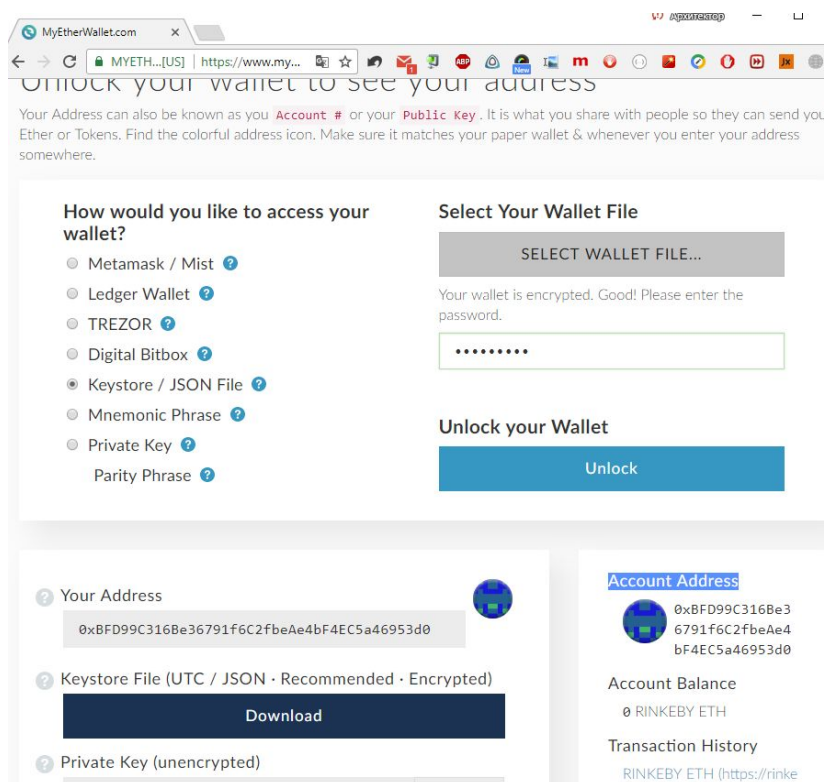 Архитектор
MyEtherWallet.com
MYETH...[US] | https://www.my...
Unlock your wallet to see your address
Your Address can also be known as you Account # or your Public Key. It is what you share with people so they can send you
Ether or Tokens. Find the colorful address icon. Make sure it matches your paper wallet & whenever you enter your address
somewhere.
How would you like to access your
wallet?
Metamask / Mist
Ledger Wallet
TREZOR
Digital Bitbox
Keystore / JSON File
Mnemonic Phrase
Private Key
Parity Phrase
Select Your Wallet File
SELECT WALLET FILE...
Your wallet is encrypted. Good! Please enter the
password.
Unlock your Wallet
Unlock
Your Address
0xBFD99C316Be36791f6C2fbeAe4bF4EC5a46953d0
Keystore File (UTC / JSON · Recommended · Encrypted)
Download
Private Key (unencrypted)
Account Address
0xBFD99C316Be3
6791f6C2fbeAe4
bF4EC5a46953d0
Account Balance
0 RINKEBY ETH
Transaction History
RINKEBY ETH (https://rinke